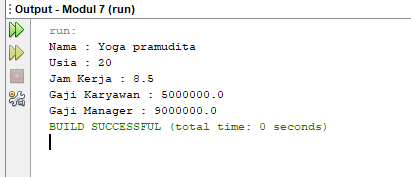 Output - Modul 7 (run)
run:
Nama : Yoga pramudita
Usia : 20
Jam Kerja : 8.5
Gaji Karyawan : 5000000.0
Gaji Manager : 9000000.0
BUILD SUCCESSFUL (total time: 0 seconds)